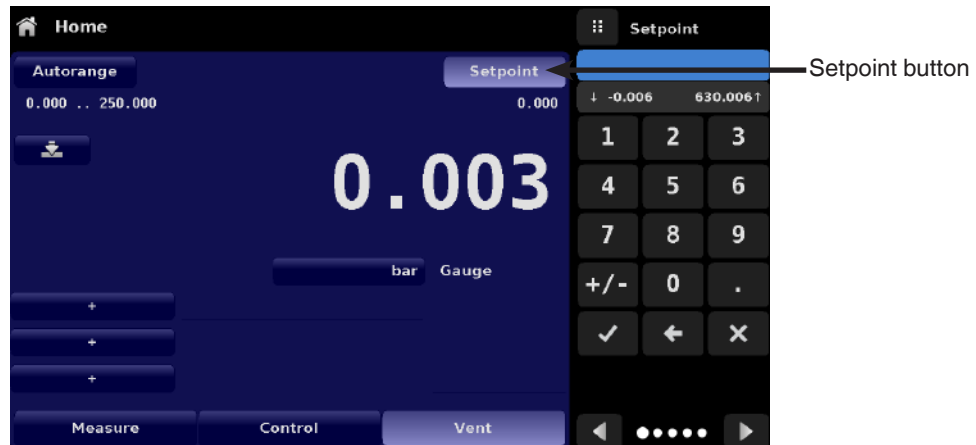 Home
Setpoint
Autorange
Setpoint
Setpoint button
0.000 .. 250.000
0.000
↓ -0.006 630.006↑
0.003
bar Gauge
1 2 3
4 5 6
7 8 9
+/- 0 .
+
+
+
Measure Control Vent